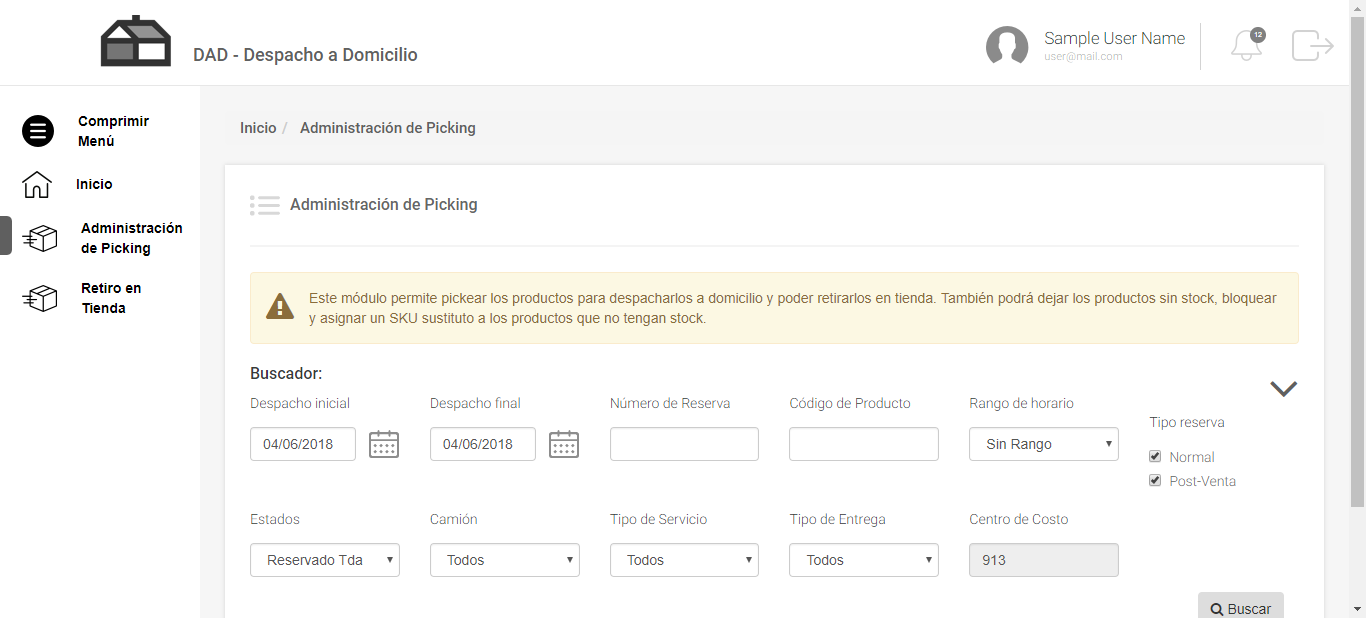 DAD - Despacho a Domicilio
Sample User Name
user@mail.com
12
Comprimir
Menú
Inicio
Administración
de Picking
Retiro en
Tienda
Inicio / Administración de Picking
Administración de Picking
Este módulo permite pickear los productos para despacharlos a domicilio y poder retirarlos en tienda. También podrá dejar los productos sin stock, bloquear
y asignar un SKU sustituto a los productos que no tengan stock.
Buscador:
Despacho inicial Despacho final Número de Reserva Código de Producto Rango de horario
Tipo reserva
04/06/2018 04/06/2018 Sin Rango
Normal
Post-Venta
Estados Camión Tipo de Servicio Tipo de Entrega Centro de Costo
Reservado Tda Todos Todos Todos 913
Buscar